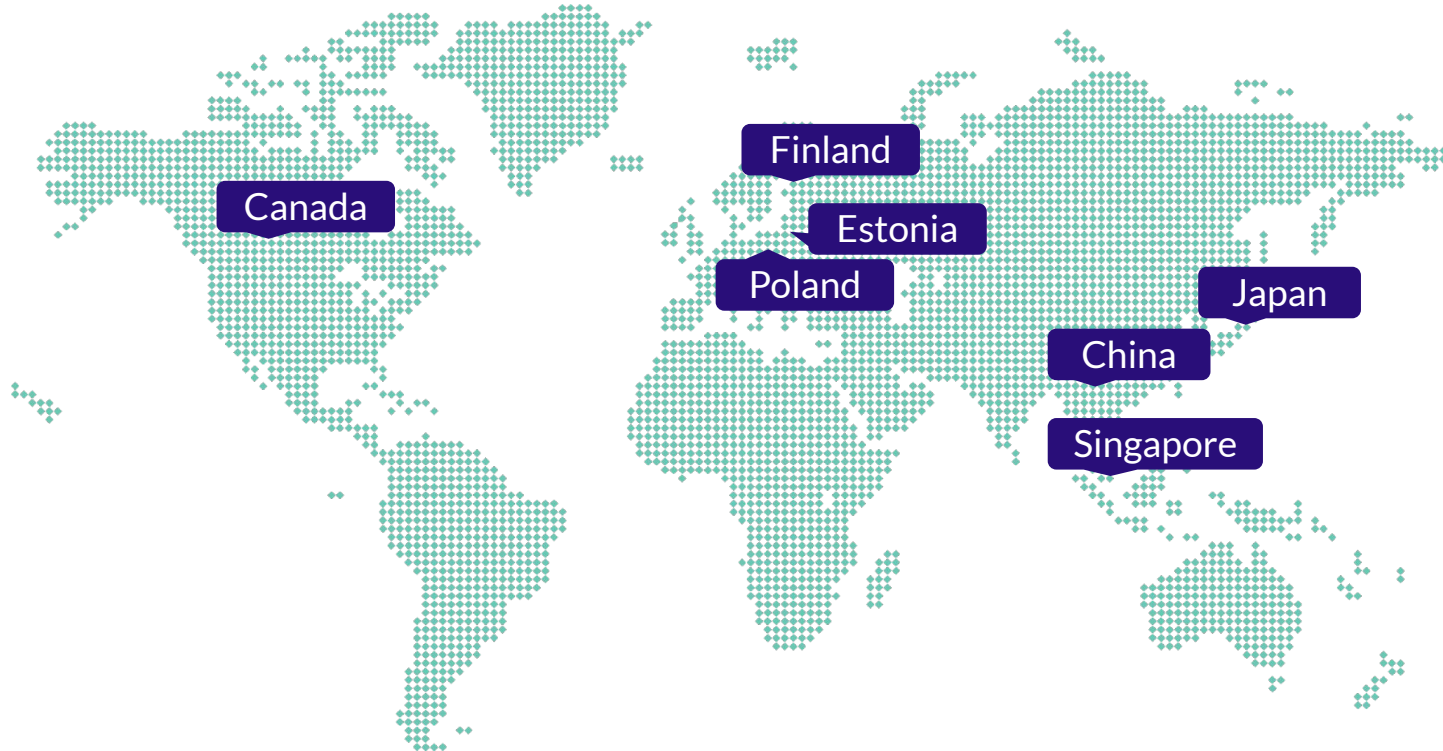 Finland
Canada
Estonia
Poland
Japan
China
Singapore